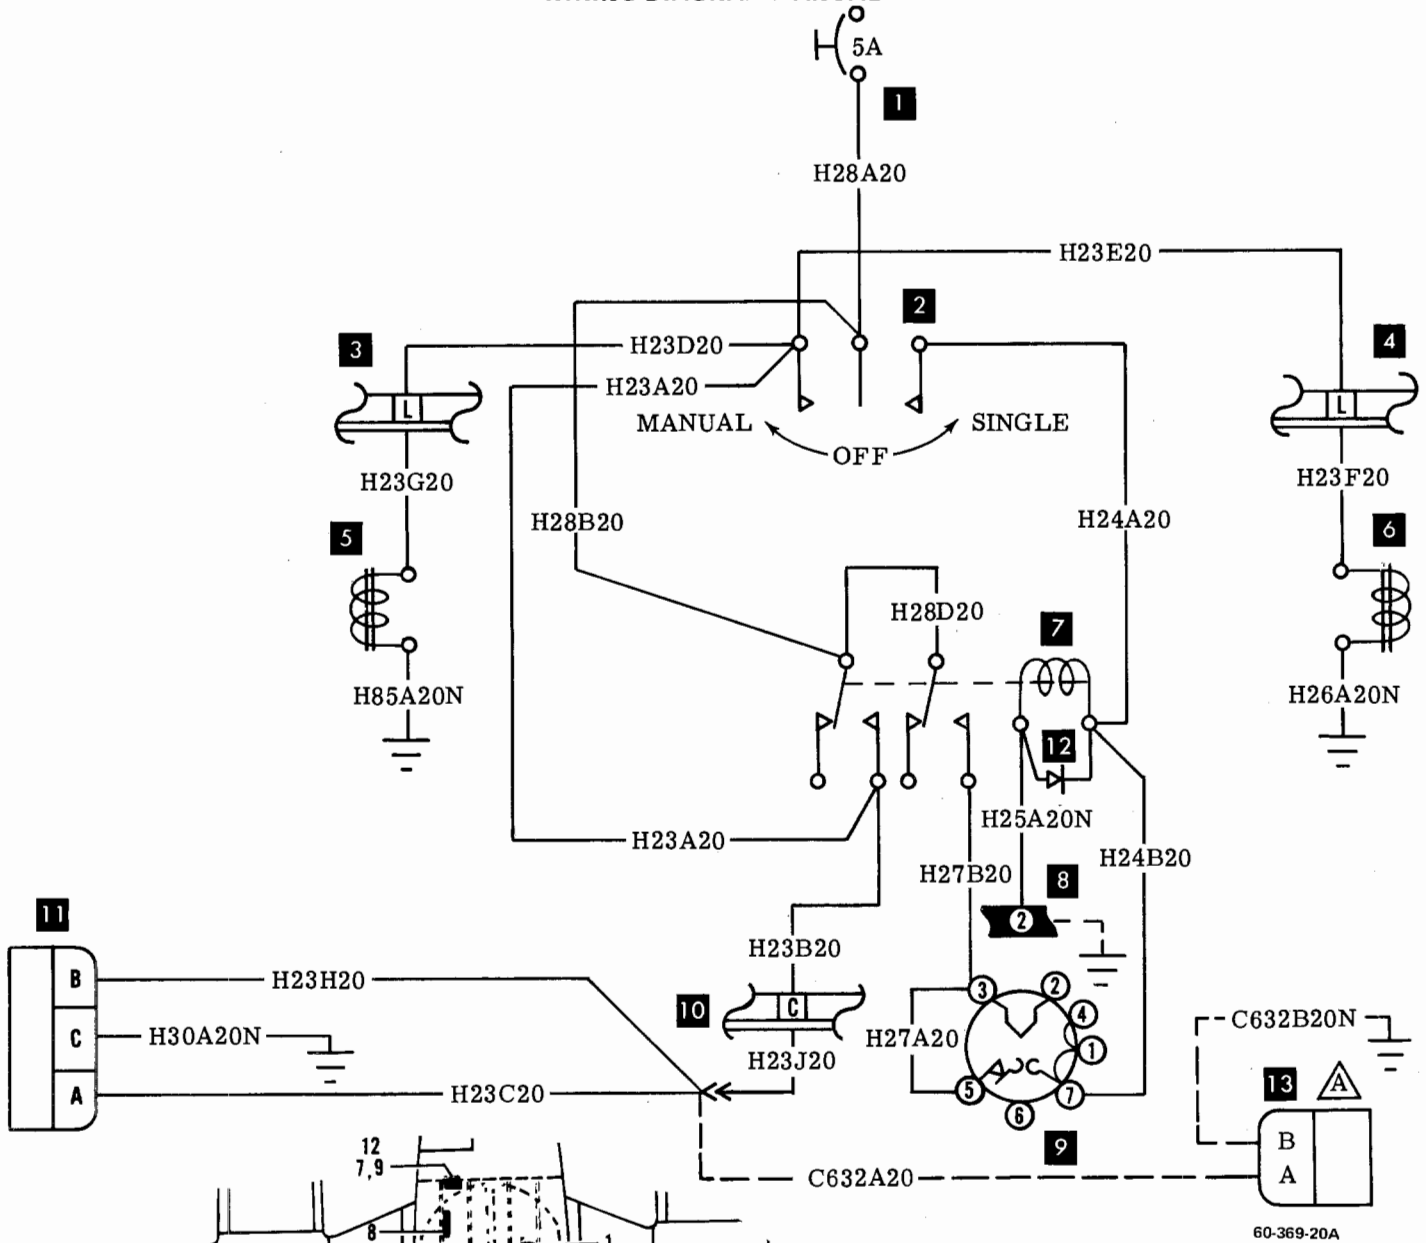 5A
1
H28A20
H23E20
2
3
H23D20
4
H23A20
L
L
MANUAL
SINGLE
OFF
H23G20
H23F20
H28B20
H24A20
5
6
H28D20
7
H85A20N
H26A20N
12
H25A20N
H23A20
H24B20
H27B20
8
11
2
H23B20
B
H23H20
3
2
10
C
4
C632B20N
C
H30A20N
H27A20
1
H23J20
13
A
A
H23C20
5
7
6
B
12
9
7,9
C632A20
A
8
1
60-369-20A